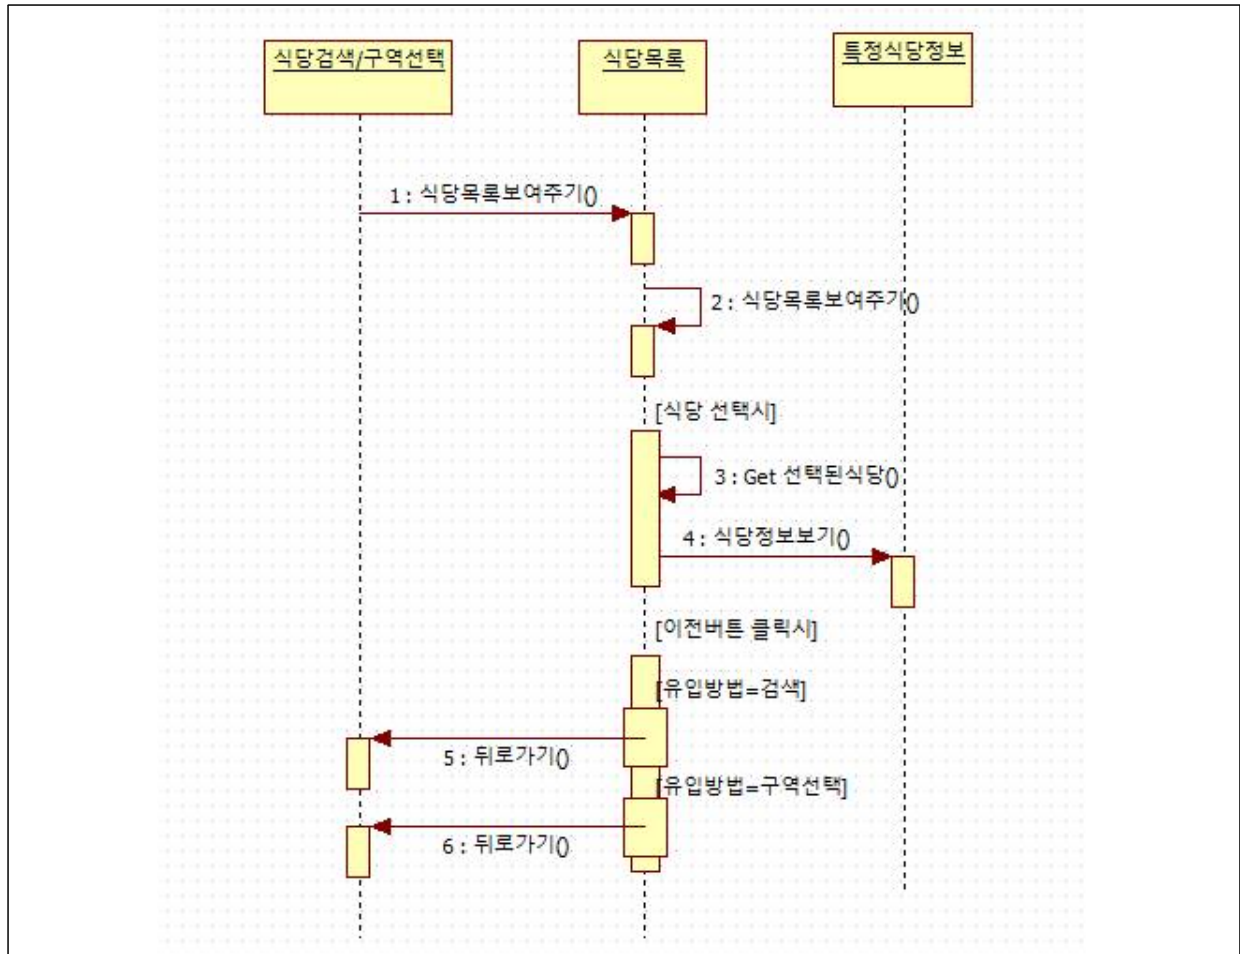 식당검색/구역선택
식당목록
특정식당정보
1 : 식당목록보여주기()
2 : 식당목록보여주기()
[식당 선택시]
3 : Get 선택된식당()
4 : 식당정보보기()
[이전버튼 클릭시]
[유입방법=검색]
5 : 뒤로가기()
[유입방법=구역선택]
6 : 뒤로가기()